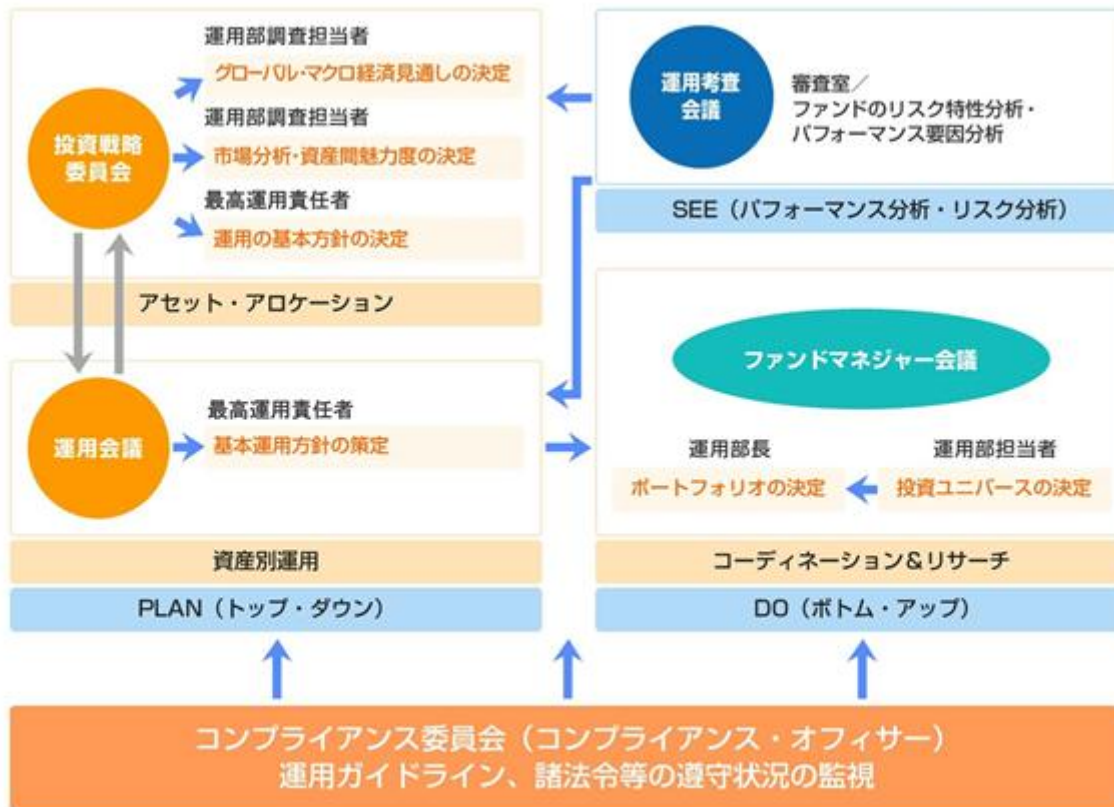 投資戦略
委員会
運用部調査担当者
グローバル・マクロ経済見通しの決定
運用部調査担当者
市場分析・資産間魅力度の決定
最高運用責任者
運用の基本方針の決定
アセット・アロケーション
運用会議
最高運用責任者
基本運用方針の策定
資産別運用
PLAN（トップ・ダウン）
運用考査
会議
審査室／
ファンドのリスク特性分析・
パフォーマンス要因分析
SEE（パフォーマンス分析・リスク分析）
ファンドマネジャー会議
運用部長
ポートフォリオの決定
運用部担当者
投資ユニバースの決定
コーディネーション＆リサーチ
DO（ボトム・アップ）
コンプライアンス委員会（コンプライアンス・オフィサー）
運用ガイドライン、諸法令等の遵守状況の監視